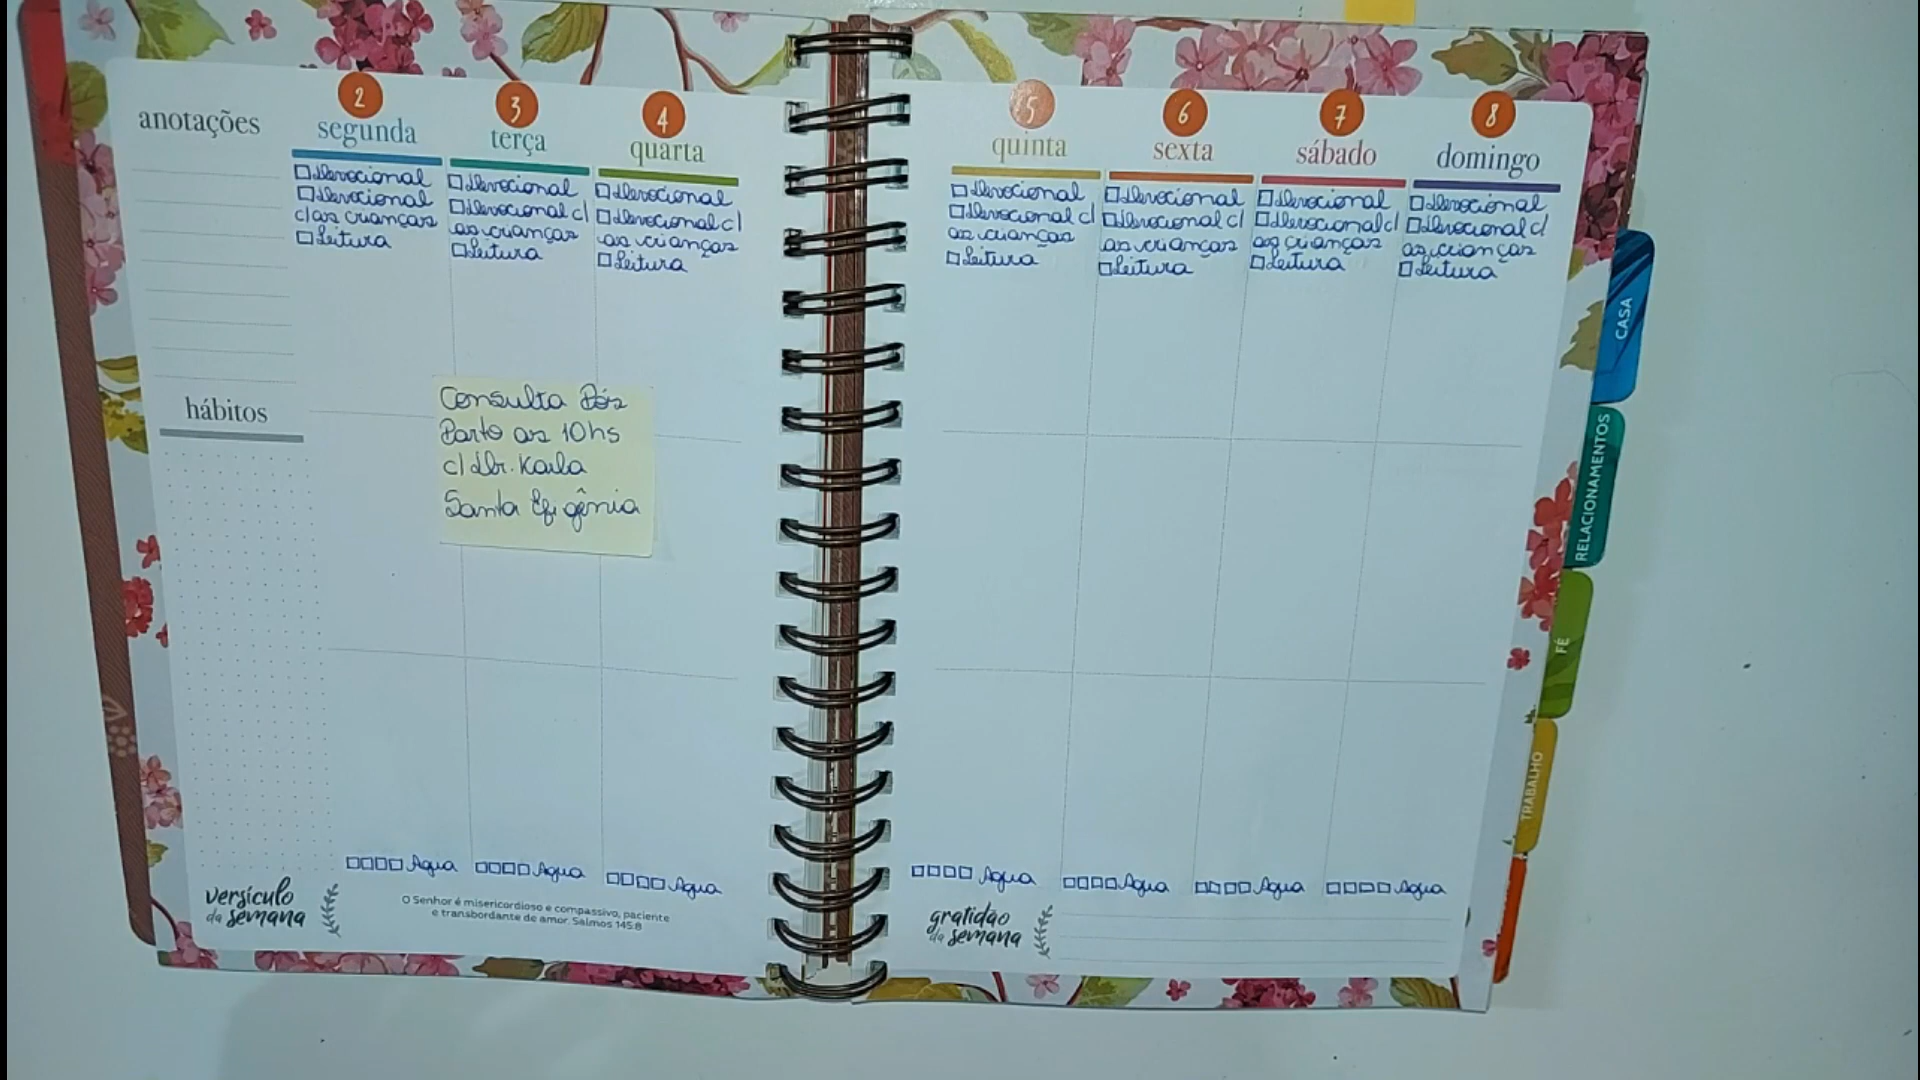 anotações
hábitos
2
segunda
☐ Devocional
☐ Devocional
c/ as crianças
☐ Leitura
☐☐☐☐ Água
3
terça
☐ Devocional
☐ Devocional c/
as crianças
☐ Leitura
☐☐☐☐ Água
4
quarta
☐ Devocional
☐ Devocional c/
as crianças
☐ Leitura
☐☐☐☐ Água
Consulta Pós
Parto as 10hs
c/ Dr. Karla
Santa Efigênia
versículo
da semana
O Senhor é misericordioso e compassivo, paciente
e transbordante de amor. Salmos 145:8
5
quinta
☐ Devocional
☐ Devocional c/
as crianças
☐ Leitura
☐☐☐☐ Água
6
sexta
☐ Devocional
☐ Devocional c/
as crianças
☐ Leitura
☐☐☐☐ Água
7
sábado
☐ Devocional
☐ Devocional c/
as crianças
☐ Leitura
☐☐☐☐ Água
8
domingo
☐ Devocional
☐ Devocional c/
as crianças
☐ Leitura
☐☐☐☐ Água
gratidão
da semana
CASA
RELACIONAMENTOS
FÉ
TRABALHO